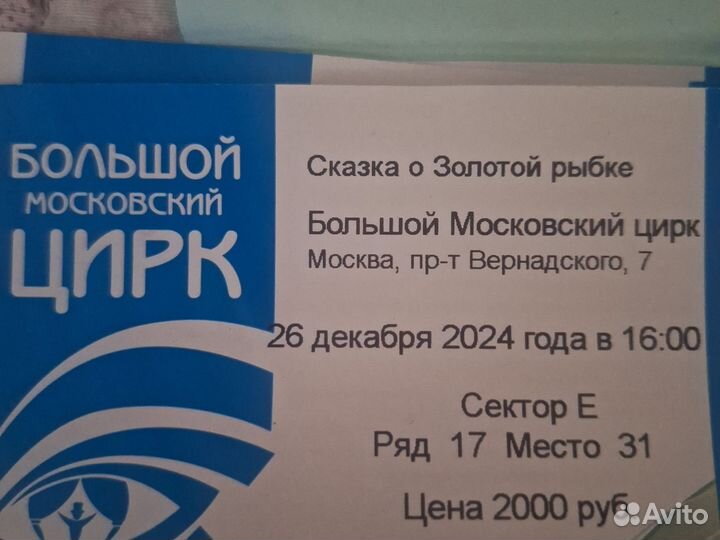 БОЛЬШОЙ
МОСКОВСКИЙ
ЦИРК
Сказка о Золотой рыбке
Большой Московский цирк
Москва, пр-т Вернадского, 7
26 декабря 2024 года в 16:00
Сектор Е
Ряд 17 Место 31
Цена 2000 руб
Avito